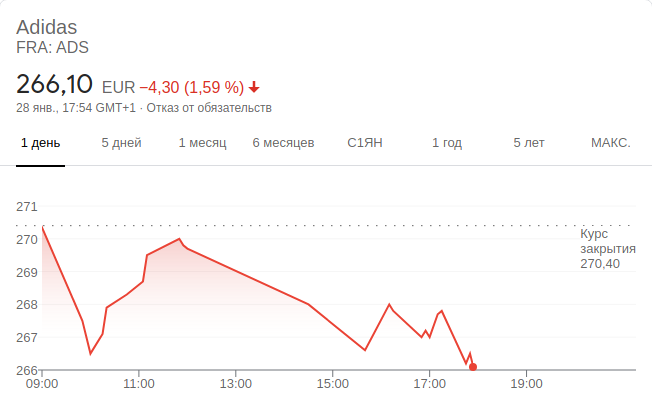 Adidas
FRA: ADS
266,10 EUR −4,30 (1,59 %)
28 янв., 17:54 GMT+1 · Отказ от обязательств
1 день 5 дней 1 месяц 6 месяцев С1ЯН 1 год 5 лет МАКС.
271
270
269
268
267
266
Курс
закрытия
270,40
09:00 11:00 13:00 15:00 17:00 19:00